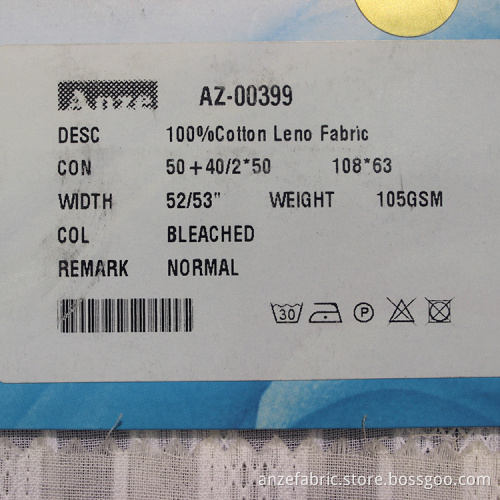 Anze AZ-00399
DESC 100%Cotton Leno Fabric
CON 50+40/2*50 108*63
WIDTH 52/53" WEIGHT 105GSM
COL BLEACHED
REMARK NORMAL
30 P
anzefabric.store.bossgoo.com